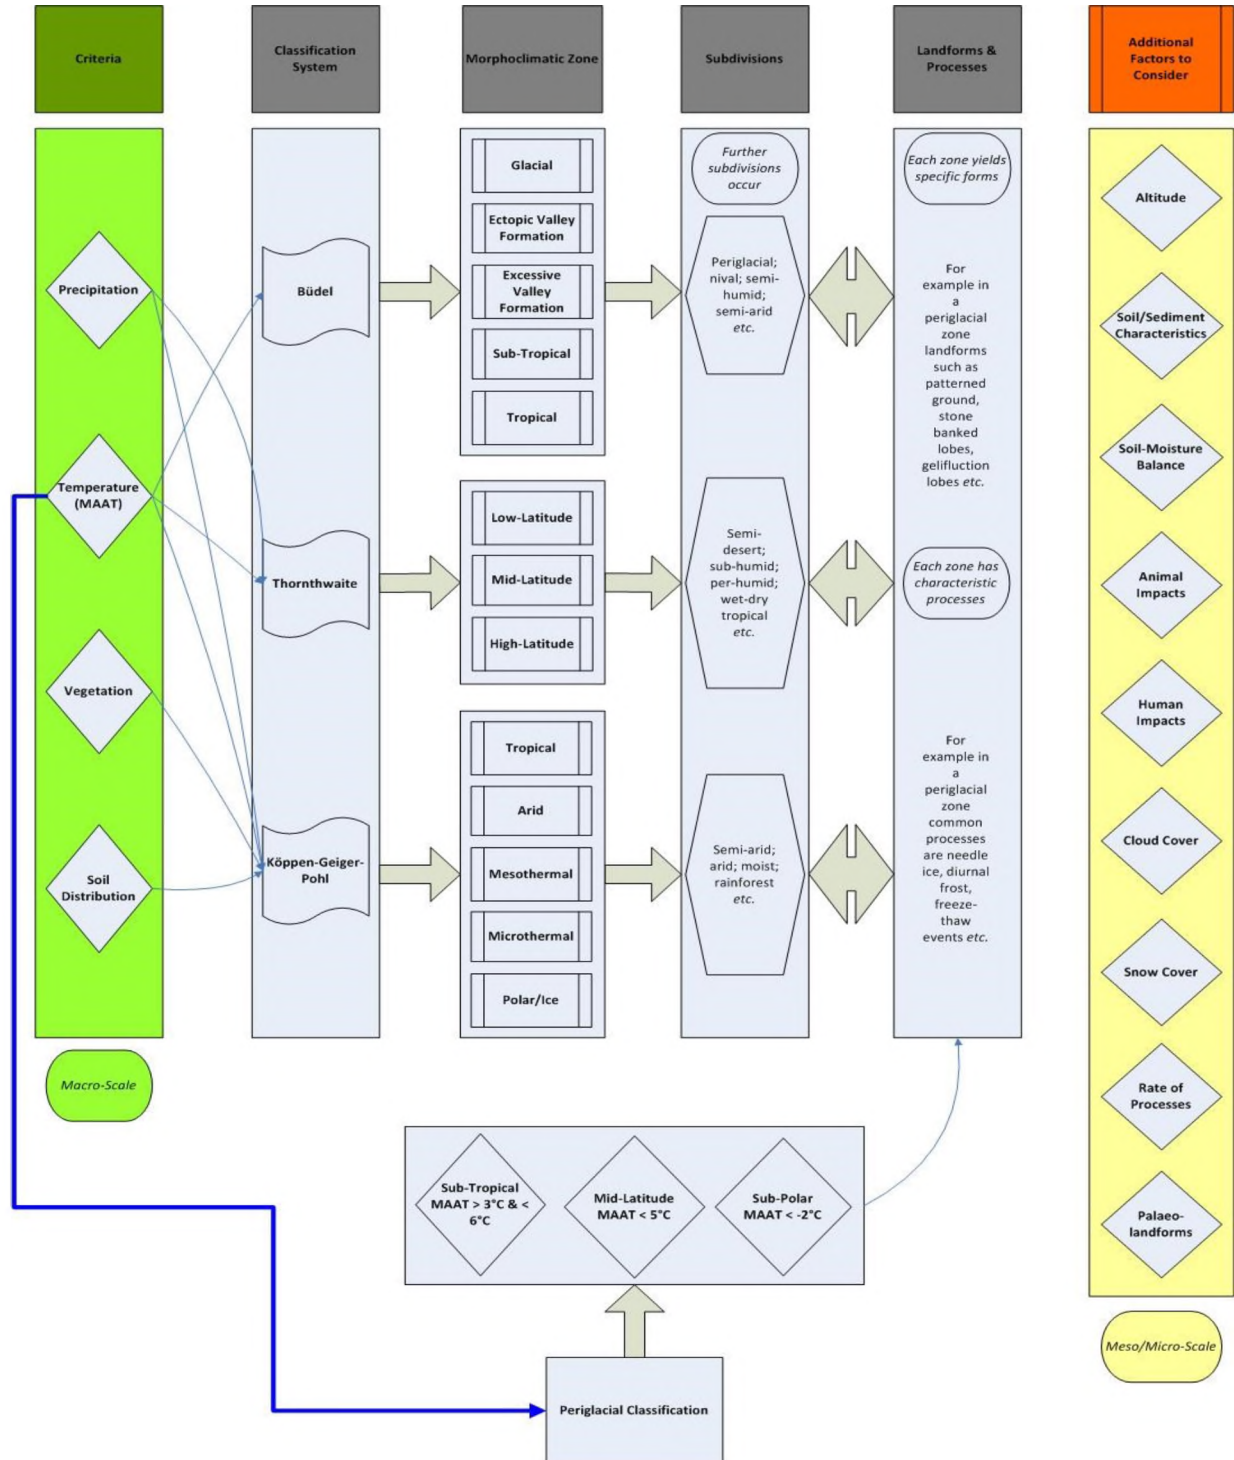 Criteria
Classification
System
Morphoclimatic Zone
Subdivisions
Landforms &
Processes
Additional
Factors to
Consider
Precipitation
Temperature
(MAAT)
Vegetation
Soil
Distribution
Macro-Scale
Büdel
Thornthwaite
Köppen-Geiger-
Pohl
Glacial
Ectopic Valley
Formation
Excessive
Valley
Formation
Sub-Tropical
Tropical
Low-Latitude
Mid-Latitude
High-Latitude
Tropical
Arid
Mesothermal
Microthermal
Polar/Ice
Further
subdivisions
occur
Periglacial;
nival; semi-
humid;
semi-arid
etc.
Semi-
desert;
sub-humid;
per-humid;
wet-dry
tropical
etc.
Semi-arid;
arid; moist;
rainforest
etc.
Each zone yields
specific forms
For
example in
a
periglacial
zone
landforms
such as
patterned
ground,
stone
banked
lobes,
gelifluction
lobes etc.
Each zone has
characteristic
processes
For
example in
a
periglacial
zone
common
processes
are needle
ice, diurnal
frost,
freeze-
thaw
events etc.
Altitude
Soil/Sediment
Characteristics
Soil-Moisture
Balance
Animal
Impacts
Human
Impacts
Cloud Cover
Snow Cover
Rate of
Processes
Palaeo-
landforms
Meso/Micro-Scale
Sub-Tropical
MAAT > 3°C & <
6°C
Mid-Latitude
MAAT < 5°C
Sub-Polar
MAAT < -2°C
Periglacial Classification